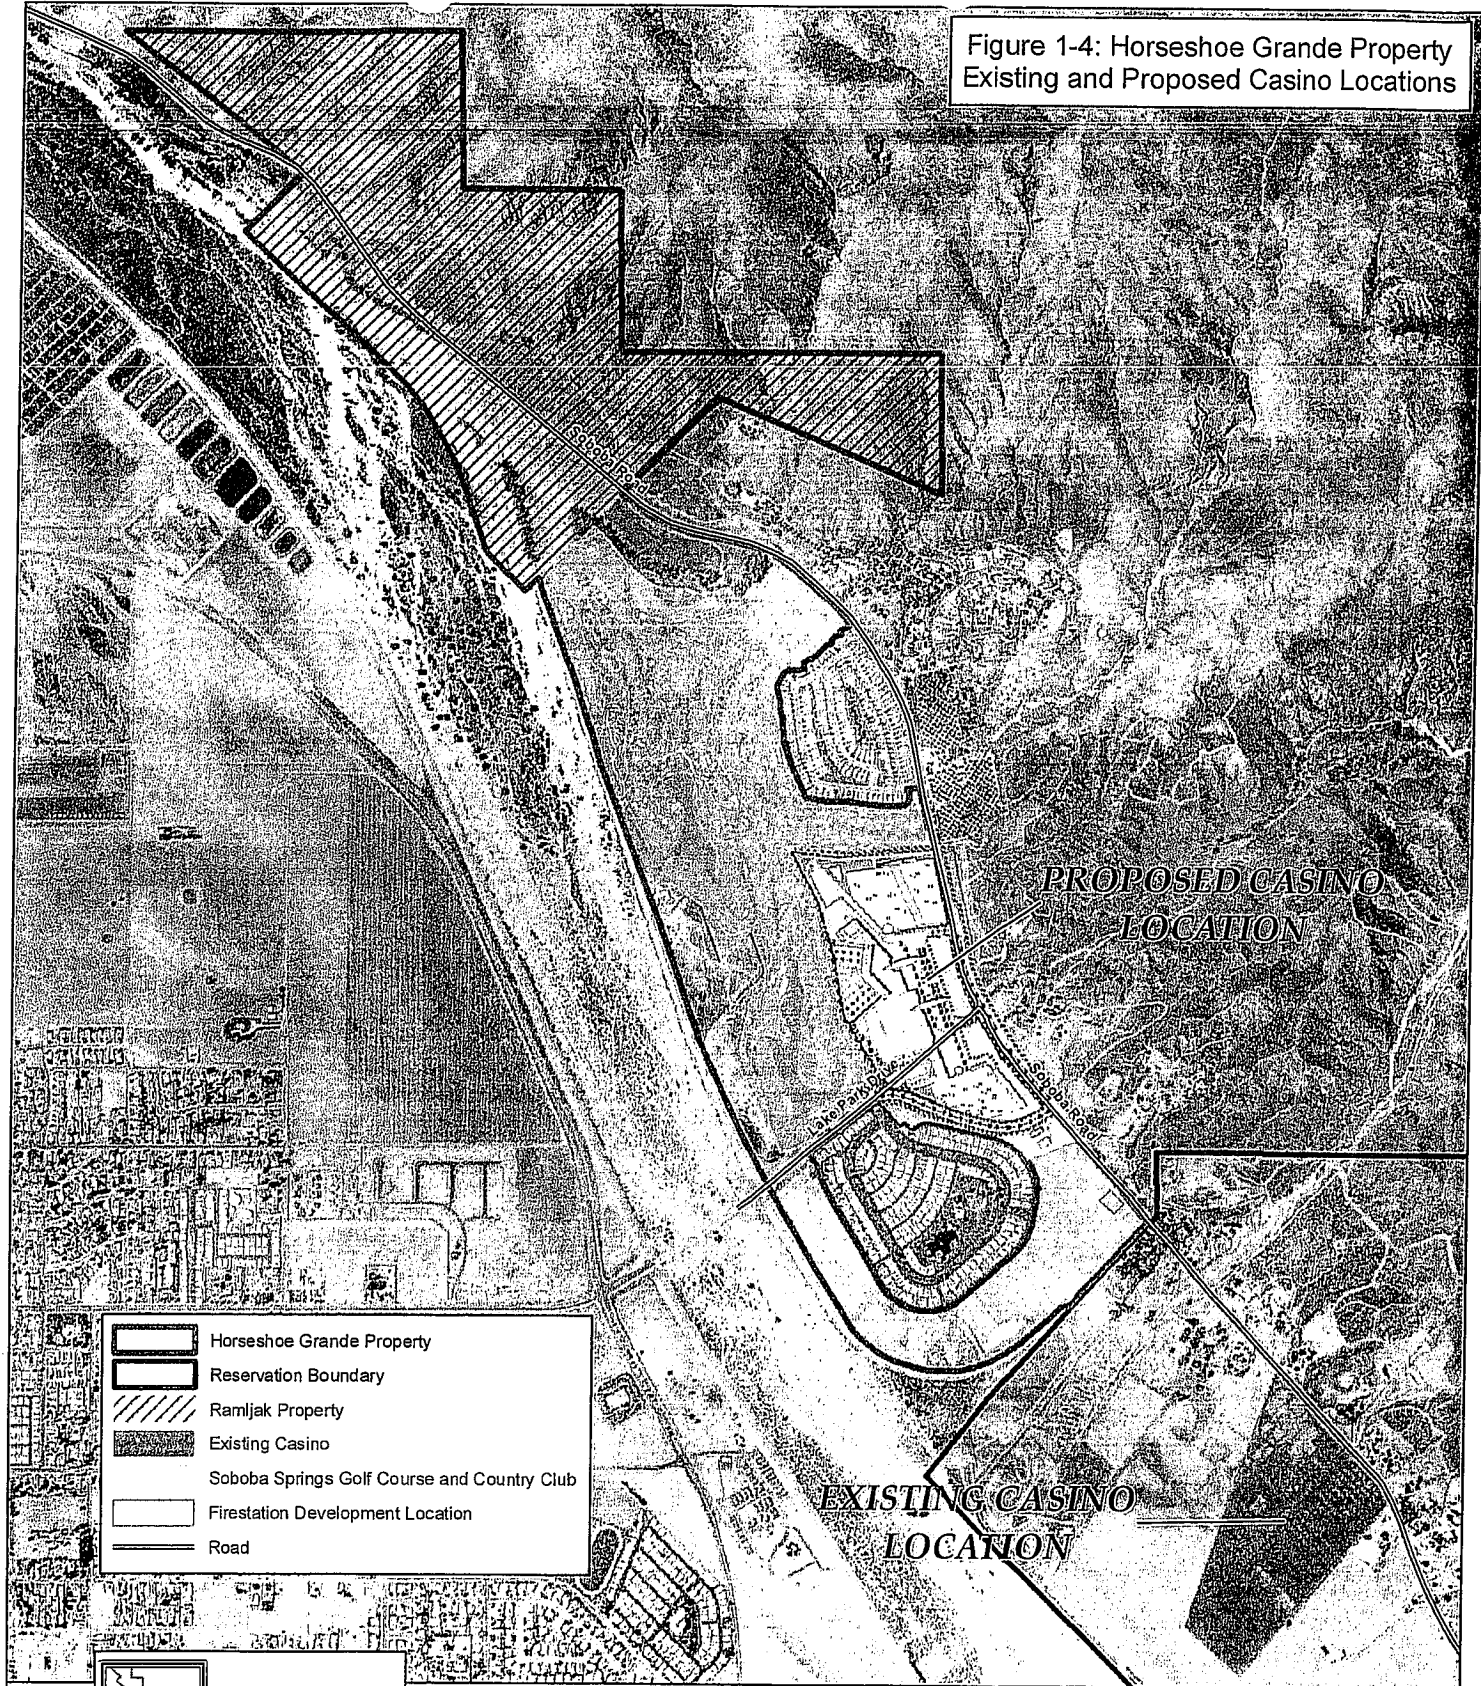 Figure 1-4: Horseshoe Grande Property
Existing and Proposed Casino Locations
Soboba Road
PROPOSED CASINO
LOCATION
Lake Park Drive
Soboba Road
Horseshoe Grande Property
Reservation Boundary
Ramljak Property
Existing Casino
Soboba Springs Golf Course and Country Club
Firestation Development Location
Road
EXISTING CASINO
LOCATION